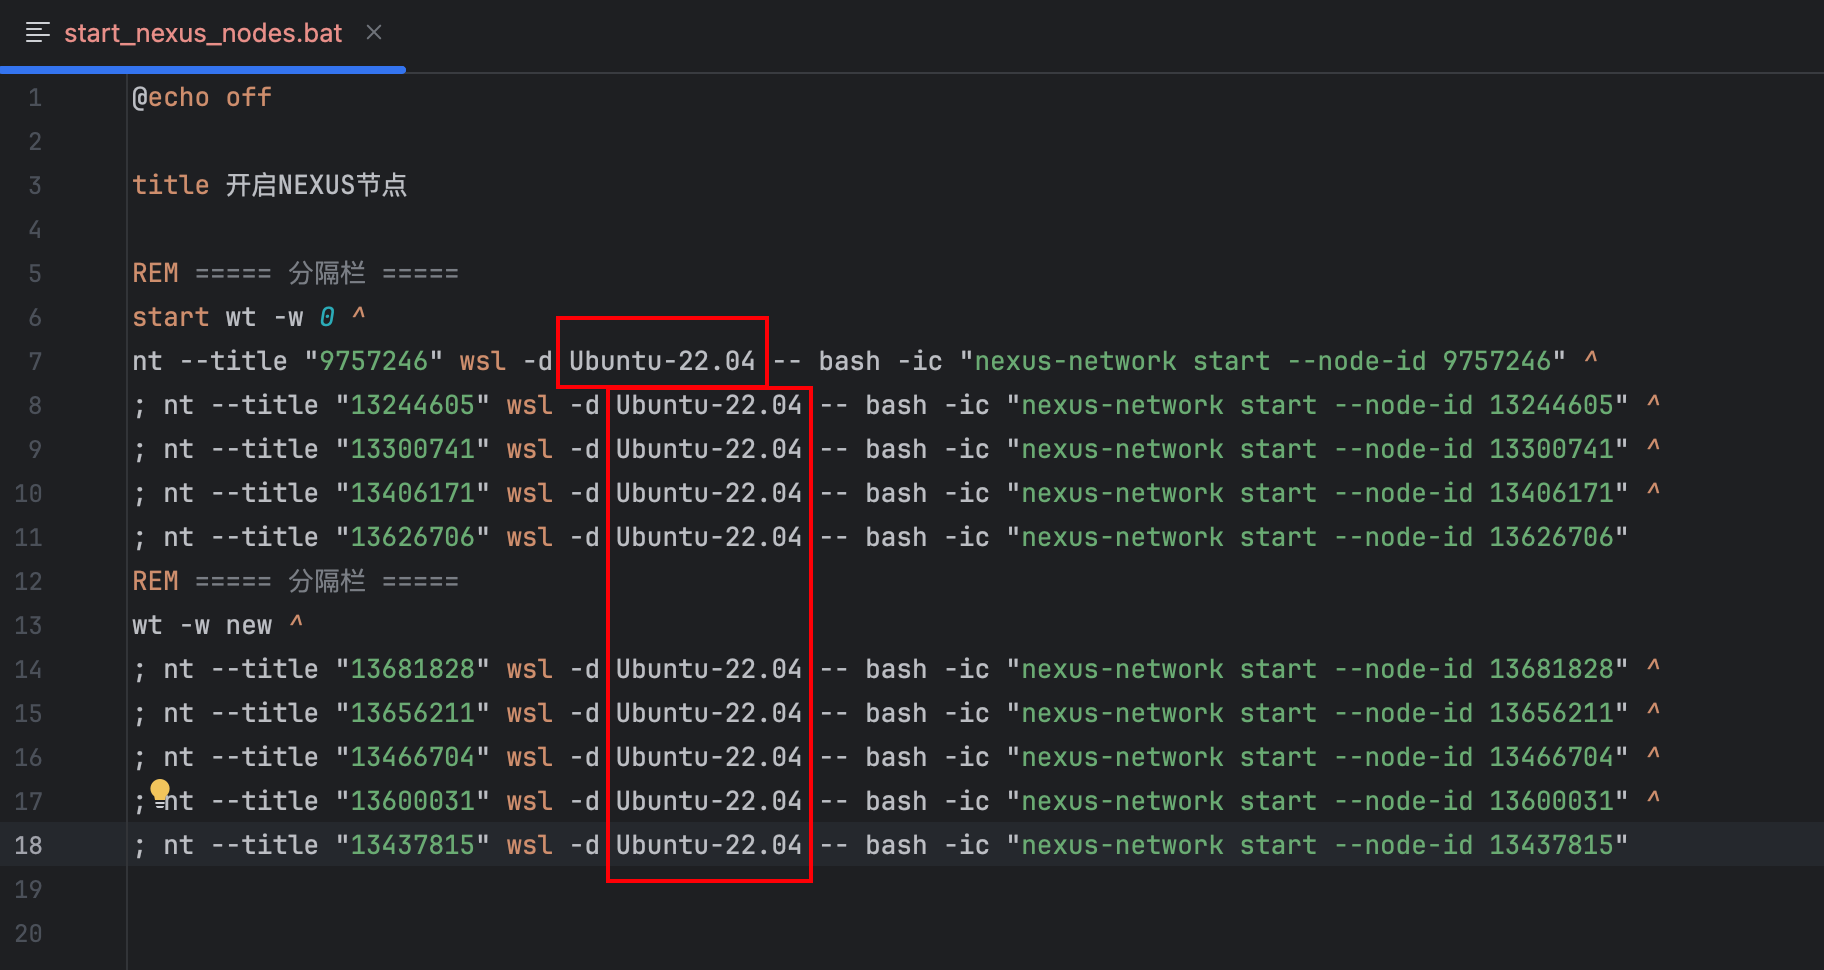 start_nexus_nodes.bat
1 @echo off
2
3 title 开启NEXUS节点
4
5 REM ===== 分隔栏 =====
6 start wt -w 0 ^
7 nt --title "9757246" wsl -d Ubuntu-22.04 -- bash -ic "nexus-network start --node-id 9757246" ^
8 ; nt --title "13244605" wsl -d Ubuntu-22.04 -- bash -ic "nexus-network start --node-id 13244605" ^
9 ; nt --title "13300741" wsl -d Ubuntu-22.04 -- bash -ic "nexus-network start --node-id 13300741" ^
10 ; nt --title "13406171" wsl -d Ubuntu-22.04 -- bash -ic "nexus-network start --node-id 13406171" ^
11 ; nt --title "13626706" wsl -d Ubuntu-22.04 -- bash -ic "nexus-network start --node-id 13626706"
12 REM ===== 分隔栏 =====
13 wt -w new ^
14 ; nt --title "13681828" wsl -d Ubuntu-22.04 -- bash -ic "nexus-network start --node-id 13681828" ^
15 ; nt --title "13656211" wsl -d Ubuntu-22.04 -- bash -ic "nexus-network start --node-id 13656211" ^
16 ; nt --title "13466704" wsl -d Ubuntu-22.04 -- bash -ic "nexus-network start --node-id 13466704" ^
17 ; nt --title "13600031" wsl -d Ubuntu-22.04 -- bash -ic "nexus-network start --node-id 13600031" ^
18 ; nt --title "13437815" wsl -d Ubuntu-22.04 -- bash -ic "nexus-network start --node-id 13437815"
19
20